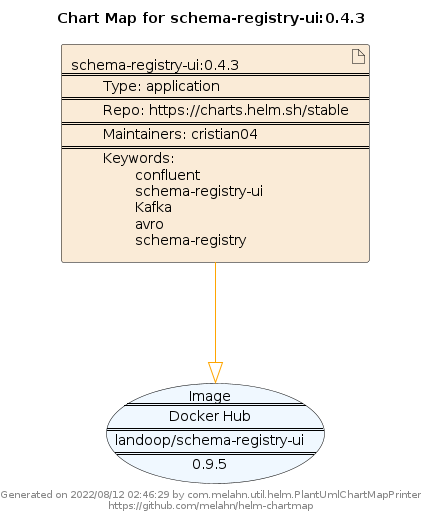 Chart Map for schema-registry-ui:0.4.3
schema-registry-ui:0.4.3
Type: application
Repo: https://charts.helm.sh/stable
Maintainers: cristian04
Keywords:
confluent
schema-registry-ui
Kafka
avro
schema-registry
Image
Docker Hub
landoop/schema-registry-ui
0.9.5
Generated on 2022/08/12 02:46:29 by com.melahn.util.helm.PlantUmlChartMapPrinter
https://github.com/melahn/helm-chartmap